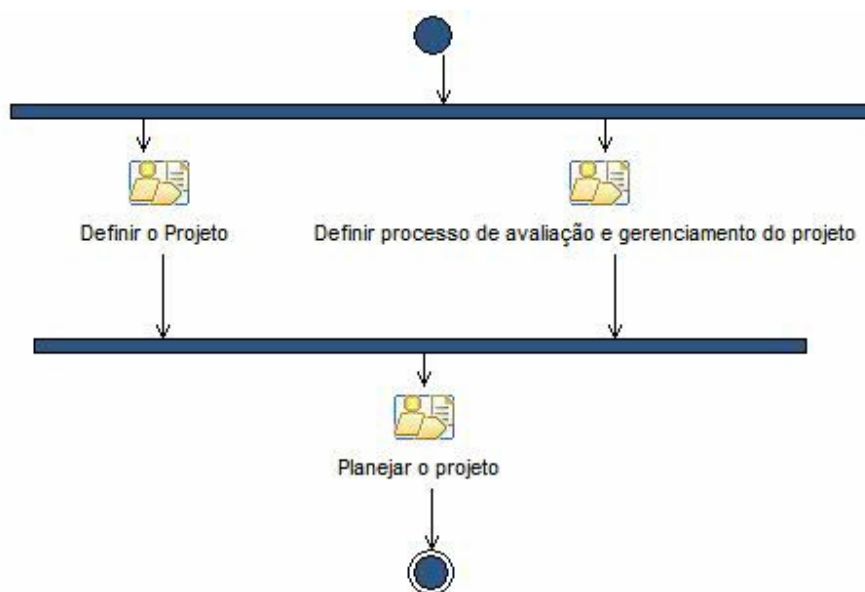 Definir o Projeto
Definir processo de avaliação e gerenciamento do projeto
Planejar o projeto